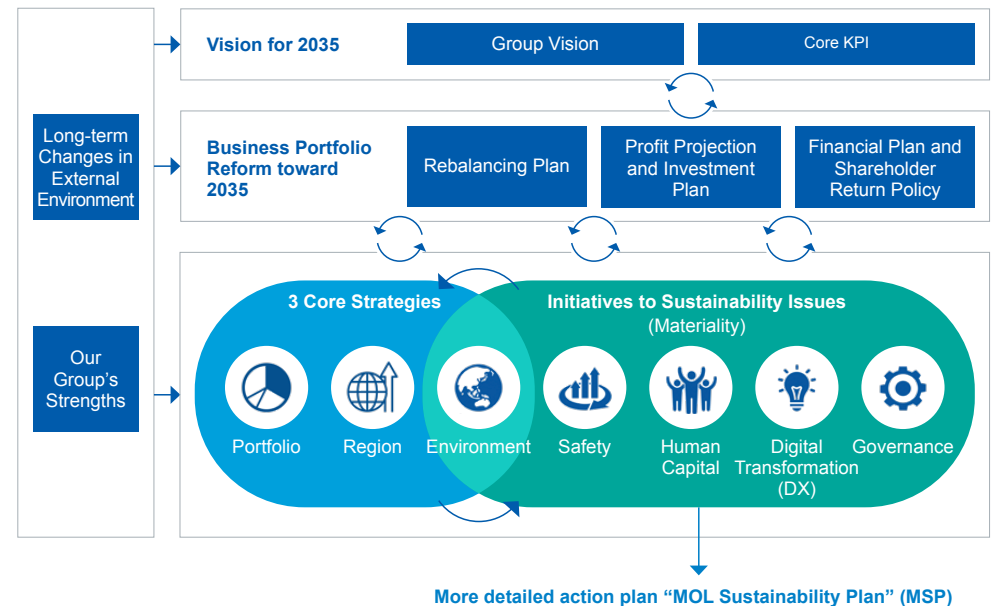 Vision for 2035
Group Vision
Core KPI
Long-term
Changes in
External
Environment
Business Portfolio
Reform toward
2035
Rebalancing Plan
Profit Projection
and Investment
Plan
Financial Plan and
Shareholder
Return Policy
Our
Group's
Strengths
3 Core Strategies
Initiatives to Sustainability Issues
(Materiality)
Portfolio
Region
Environment
Safety
Human
Capital
Digital
Transformation
(DX)
Governance
More detailed action plan “MOL Sustainability Plan” (MSP)